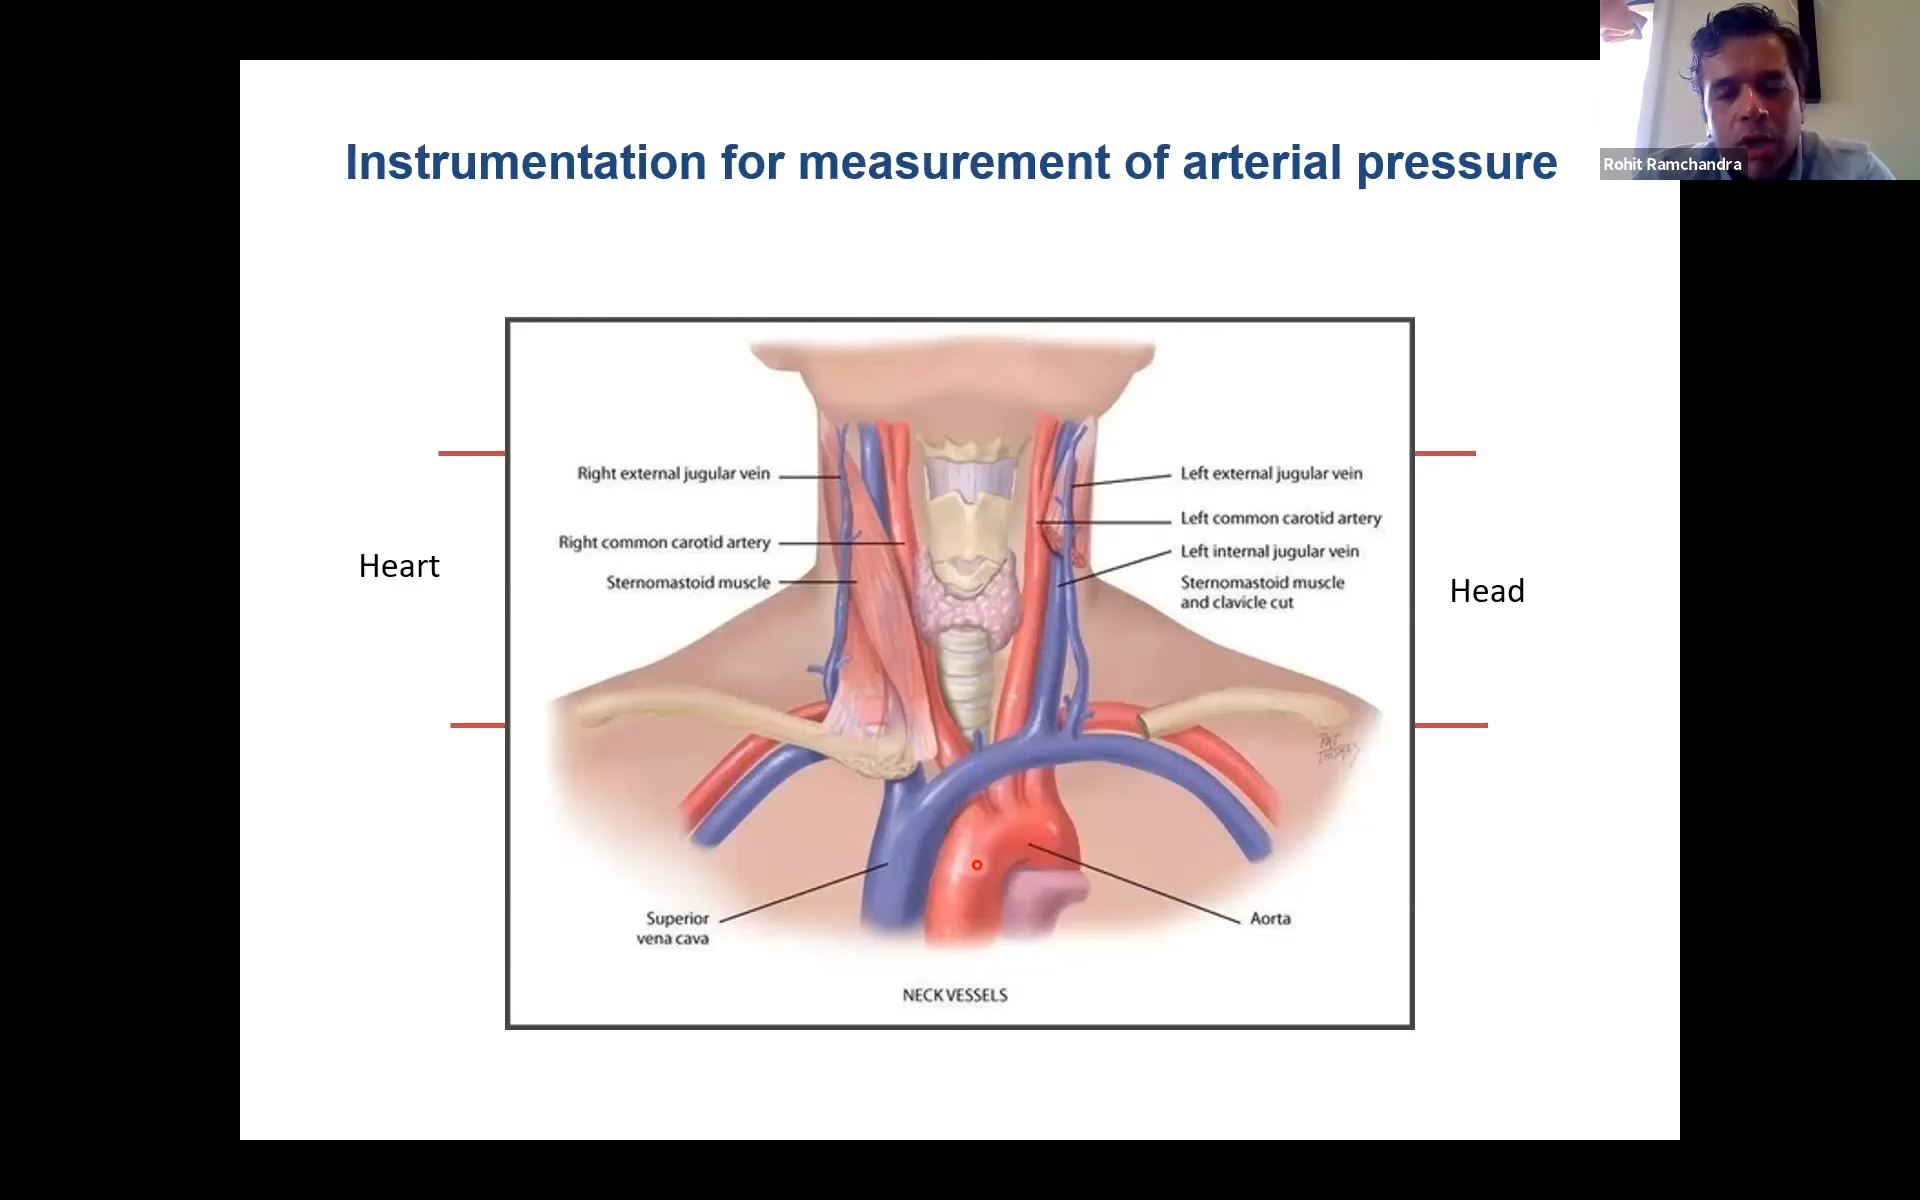 Instrumentation for measurement of arterial pressure
Rohit Ramchandra
Right external jugular vein
Right common carotid artery
Sternomastoid muscle
Left external jugular vein
Left common carotid artery
Left internal jugular vein
Sternomastoid muscle
and clavicle cut
Heart
Head
PAT
THOMAS
Superior
vena cava
Aorta
NECK VESSELS